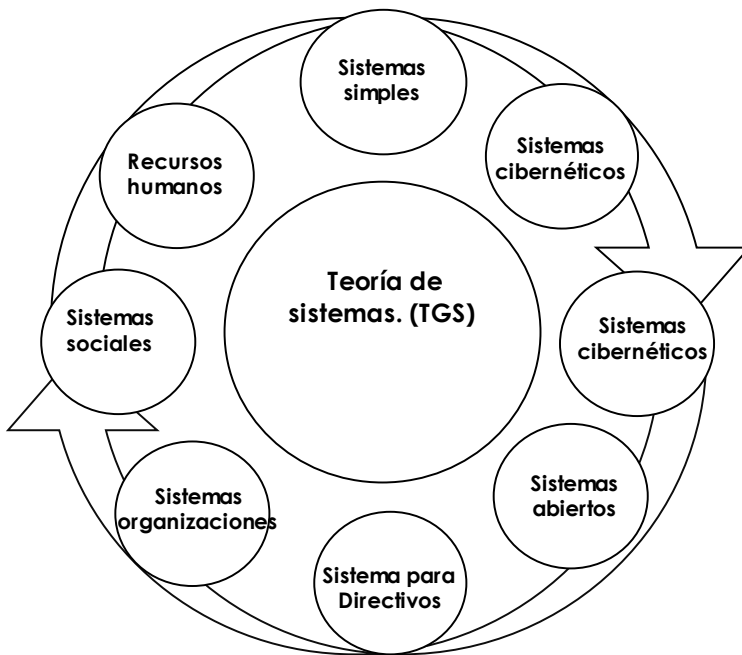 Sistemas
simples
Sistemas
cibernéticos
Sistemas
cibernéticos
Sistemas
abiertos
Sistema para
Directivos
Sistemas
organizaciones
Sistemas
sociales
Recursos
humanos
Teoría de
sistemas. (TGS)